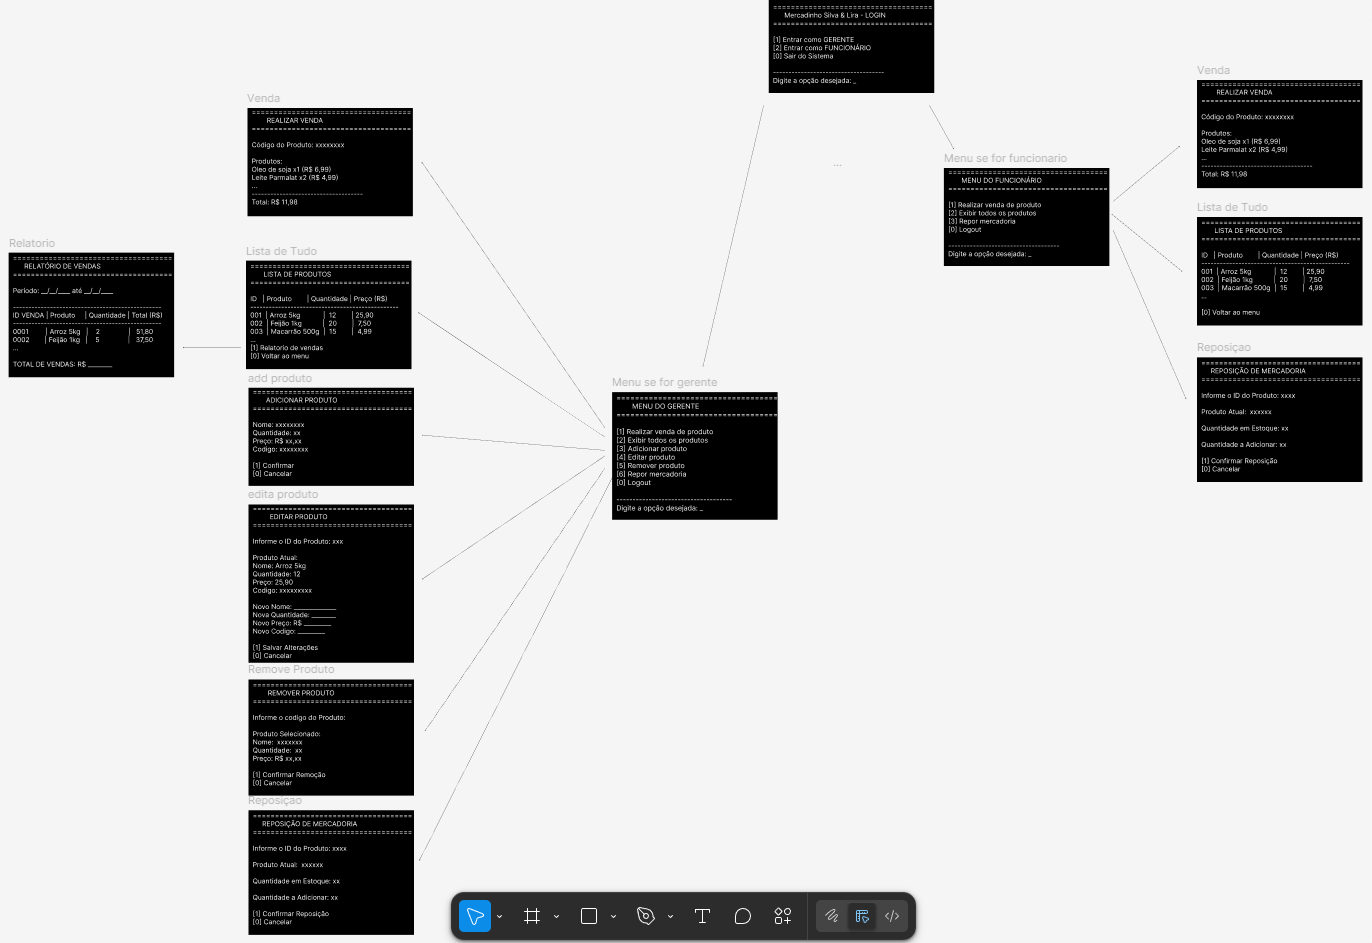 ==================================
Mercadinho Silva & Lira - LOGIN
==================================
[1] Entrar como GERENTE
[2] Entrar como FUNCIONÁRIO
[0] Sair do Sistema
-----------------------------------
Digite a opção desejada: _
...
Venda
==================================
REALIZAR VENDA
==================================
Código do Produto: xxxxxxxx
Produtos:
Oleo de soja x1 (R$ 6,99)
Leite Parmalat x2 (R$ 4,99)
...
-----------------------------------
Total: R$ 11,98
Relatorio
==================================
RELATÓRIO DE VENDAS
==================================
Período: __/__/____ até __/__/____
-----------------------------------------------
ID VENDA | Produto | Quantidade | Total (R$)
-----------------------------------------------
0001 | Arroz 5kg | 2 | 51,80
0002 | Feijão 1kg | 5 | 37,50
...
TOTAL DE VENDAS: R$ _______
Lista de Tudo
==================================
LISTA DE PRODUTOS
==================================
ID | Produto | Quantidade | Preço (R$)
-----------------------------------------------
001 | Arroz 5kg | 12 | 25,90
002 | Feijão 1kg | 20 | 7,50
003 | Macarrão 500g | 15 | 4,99
...
[1] Relatorio de vendas
[0] Voltar ao menu
add produto
==================================
ADICIONAR PRODUTO
==================================
Nome: xxxxxxxx
Quantidade: xx
Preço: R$ xx,xx
Codigo: xxxxxxxx
[1] Confirmar
[0] Cancelar
edita produto
==================================
EDITAR PRODUTO
==================================
Informe o ID do Produto: xxx
Produto Atual:
Nome: Arroz 5kg
Quantidade: 12
Preço: 25,90
Codigo: xxxxxxxxx
Novo Nome: ____________
Nova Quantidade: _______
Novo Preço: R$ ________
Novo Codigo: ________
[1] Salvar Alterações
[0] Cancelar
Remove Produto
==================================
REMOVER PRODUTO
==================================
Informe o codigo do Produto:
Produto Selecionado:
Nome: xxxxxxx
Quantidade: xx
Preço: R$ xx,xx
[1] Confirmar Remoção
[0] Cancelar
Reposiçao
==================================
REPOSIÇÃO DE MERCADORIA
==================================
Informe o ID do Produto: xxxx
Produto Atual: xxxxxx
Quantidade em Estoque: xx
Quantidade a Adicionar: xx
[1] Confirmar Reposição
[0] Cancelar
Menu se for gerente
==================================
MENU DO GERENTE
==================================
[1] Realizar venda de produto
[2] Exibir todos os produtos
[3] Adicionar produto
[4] Editar produto
[5] Remover produto
[6] Repor mercadoria
[0] Logout
-----------------------------------
Digite a opção desejada: _
Menu se for funcionario
==================================
MENU DO FUNCIONÁRIO
==================================
[1] Realizar venda de produto
[2] Exibir todos os produtos
[3] Repor mercadoria
[0] Logout
-----------------------------------
Digite a opção desejada: _
Venda
==================================
REALIZAR VENDA
==================================
Código do Produto: xxxxxxxx
Produtos:
Oleo de soja x1 (R$ 6,99)
Leite Parmalat x2 (R$ 4,99)
...
-----------------------------------
Total: R$ 11,98
Lista de Tudo
==================================
LISTA DE PRODUTOS
==================================
ID | Produto | Quantidade | Preço (R$)
-----------------------------------------------
001 | Arroz 5kg | 12 | 25,90
002 | Feijão 1kg | 20 | 7,50
003 | Macarrão 500g | 15 | 4,99
...
[0] Voltar ao menu
Reposiçao
==================================
REPOSIÇÃO DE MERCADORIA
==================================
Informe o ID do Produto: xxxx
Produto Atual: xxxxxx
Quantidade em Estoque: xx
Quantidade a Adicionar: xx
[1] Confirmar Reposição
[0] Cancelar